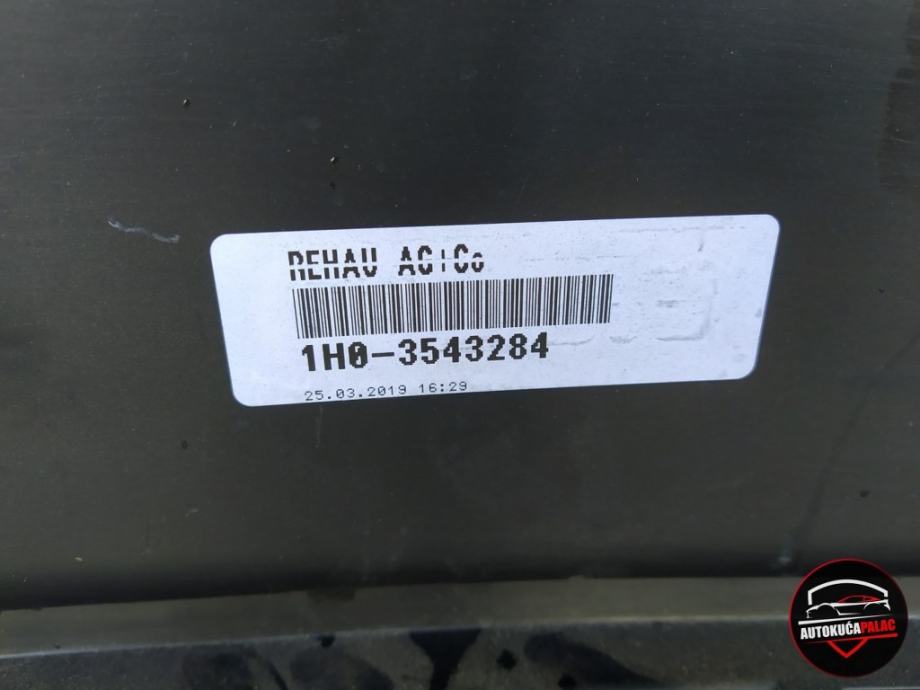 REHAU AG+Co
1H0-3543284
25.03.2019 16:29
AUTOKUĆAPALAC